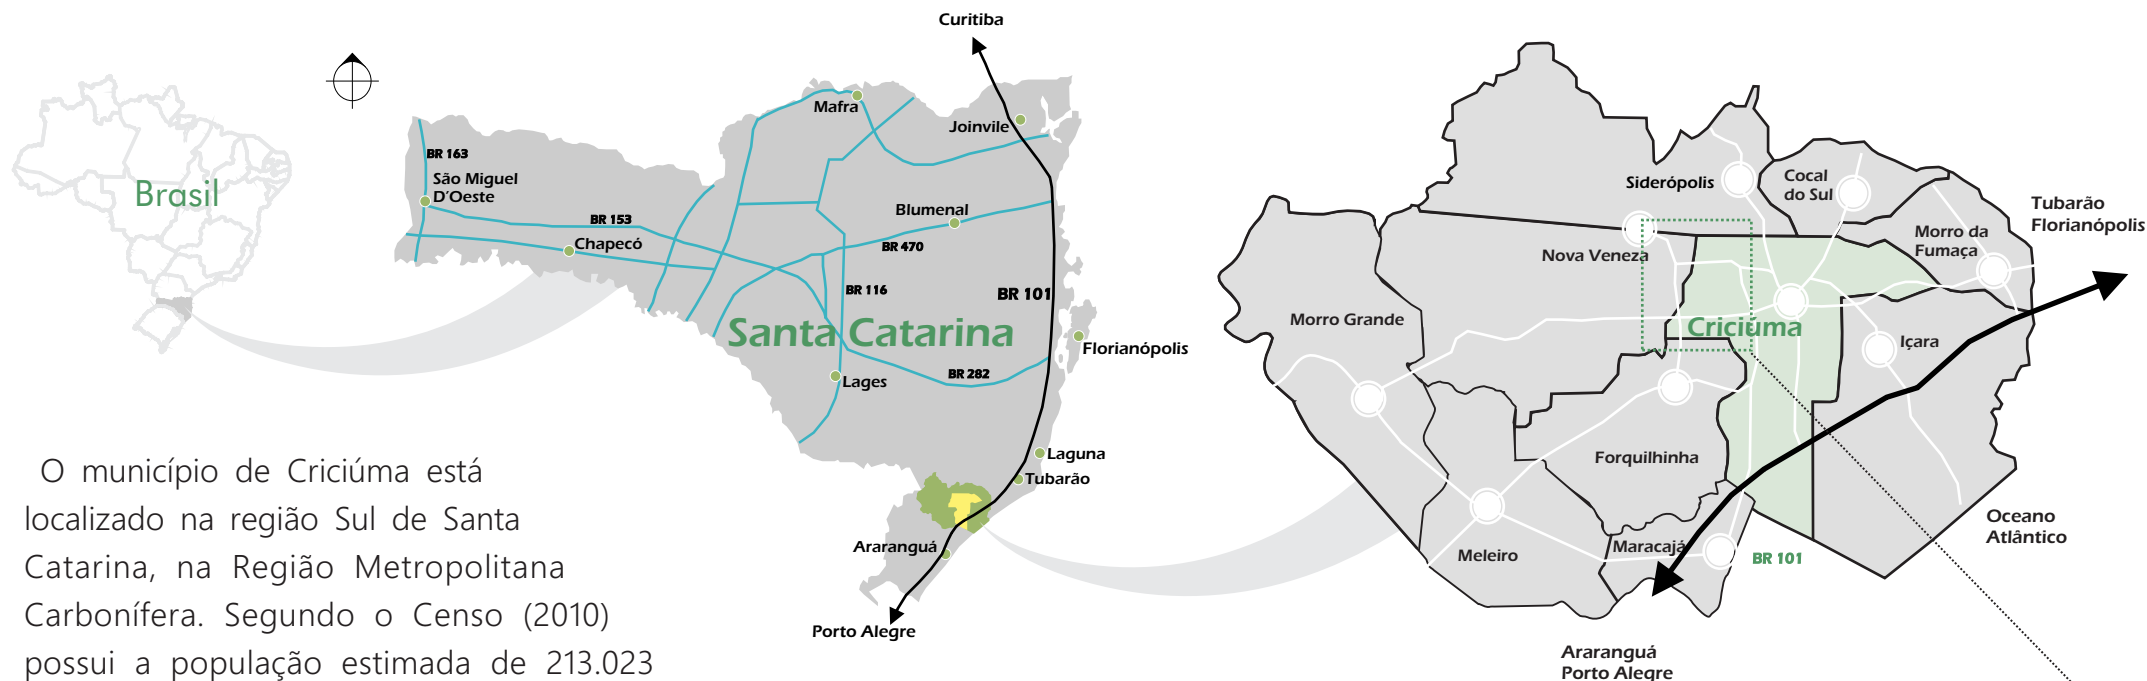 Brasil
Curitiba
Mafra
Joinvile
BR 163
São Miguel
D'Oeste
BR 153
Chapecó
Blumenal
BR 470
BR 116
BR 101
Santa Catarina
Florianópolis
BR 282
Lages
Laguna
Tubarão
Araranguá
Porto Alegre
O município de Criciúma está
localizado na região Sul de Santa
Catarina, na Região Metropolitana
Carbonífera. Segundo o Censo (2010)
possui a população estimada de 213.023
Siderópolis
Cocal
do Sul
Tubarão
Florianópolis
Morro da
Fumaça
Nova Veneza
Morro Grande
Criciúma
Içara
Forquilhinha
Oceano
Atlântico
Meleiro
Maracajá
BR 101
Araranguá
Porto Alegre